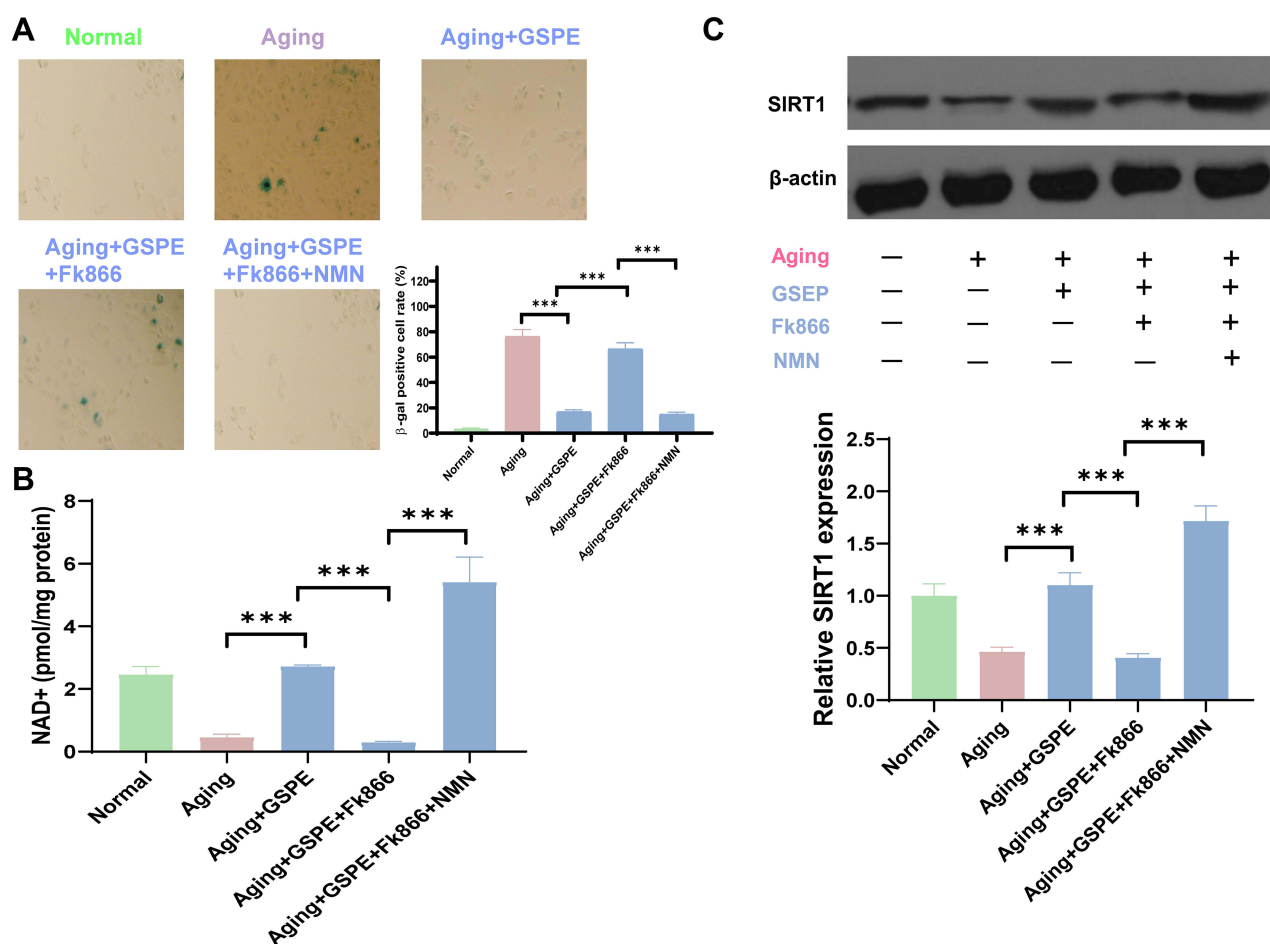 A
Normal
Aging
Aging+GSPE
Aging+GSPE
+Fk866
Aging+GSPE
+Fk866+NMN
β-gal positive cell rate (%)
120
100
80
60
40
20
0
***
***
***
Normal
Aging
Aging+GSPE
Aging+GSPE+Fk866
Aging+GSPE+Fk866+NMN
B
NAD+ (pmol/mg protein)
8
6
4
2
0
***
***
***
Normal
Aging
Aging+GSPE
Aging+GSPE+Fk866
Aging+GSPE+Fk866+NMN
C
SIRT1
β-actin
Aging — + + + +
GSEP — — + + +
Fk866 — — — + +
NMN — — — — +
Relative SIRT1 expression
2.5
2.0
1.5
1.0
0.5
0.0
***
***
***
Normal
Aging
Aging+GSPE
Aging+GSPE+Fk866
Aging+GSPE+Fk866+NMN